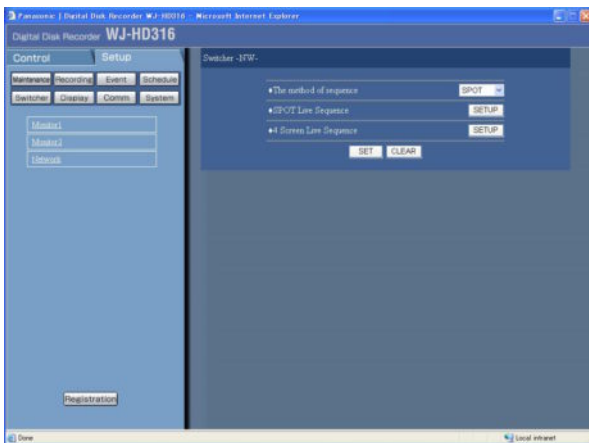 Panasonic | Digital Disk Recorder WJ-HD316 - Microsoft Internet Explorer
Digital Disk Recorder WJ-HD316
Control Setup
Maintenance Recording Event Schedule
Switcher Display Comm System
Monitor1
Monitor2
Network
Registration
Switcher -NW-
♦The method of sequence SPOT
♦SPOT Live Sequence SETUP
♦4 Screen Live Sequence SETUP
SET CLEAR
Done Local intranet